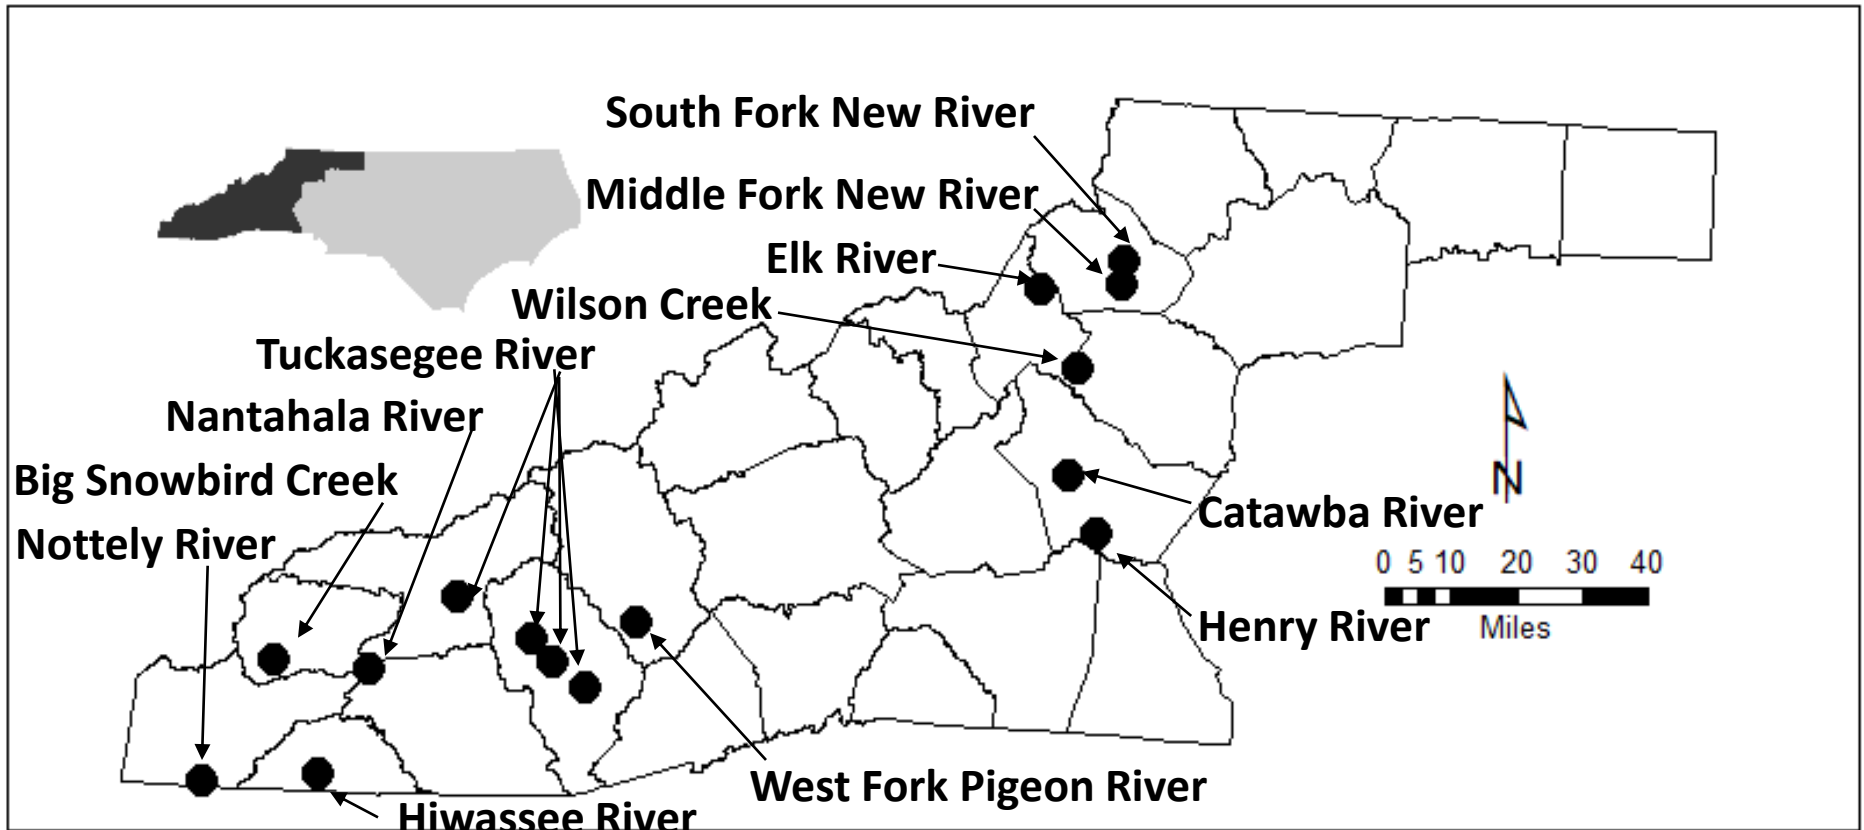 South Fork New River
Middle Fork New River
Elk River
Wilson Creek
Tuckasegee River
Nantahala River
Big Snowbird Creek
Nottely River
N
Catawba River
0 5 10 20 30 40
Miles
Henry River
West Fork Pigeon River
Hiwassee River